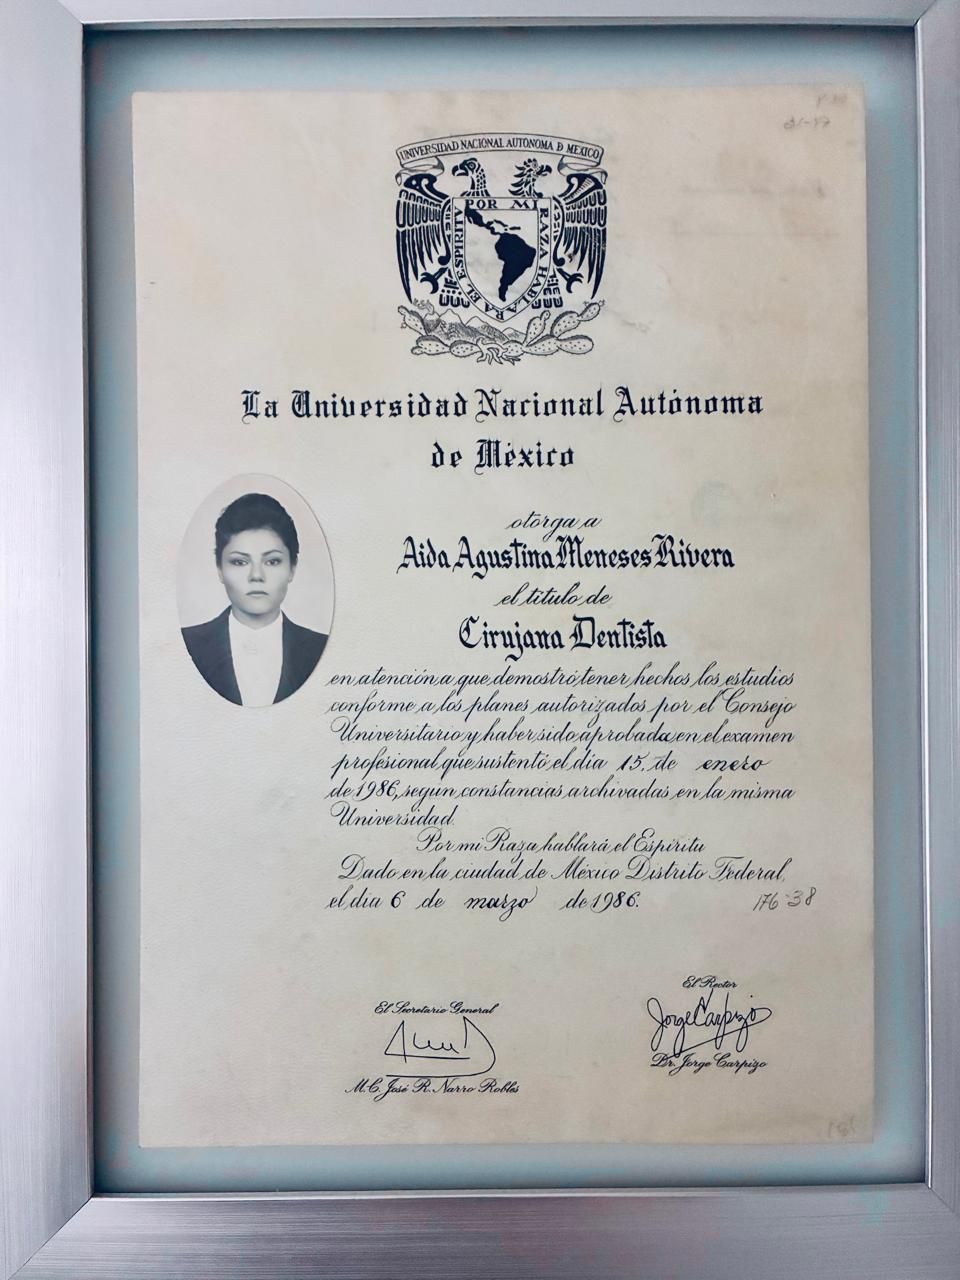 21-17
UNIVERSIDAD NACIONAL AUTONOMA D MEXICO
POR MI RAZA HABLARA EL ESPIRITU
La Universidad Nacional Autónoma
de México
otorga a
Aida Agustina Meneses Rivera
el título de
Cirujana Dentista
en atención a que demostró tener hechos los estudios
conforme a los planes autorizados por el Consejo
Universitario y haber sido aprobada en el examen
profesional que sustentó el día 15 de enero
de 1986, según constancias archivadas en la misma
Universidad.
Por mi Raza hablará el Espíritu
Dado en la ciudad de México Distrito Federal,
el día 6 de marzo de 1986.
176-38
El Rector
Jorge Carpizo
Dr. Jorge Carpizo
El Secretario General
M.C. José R. Narro Robles